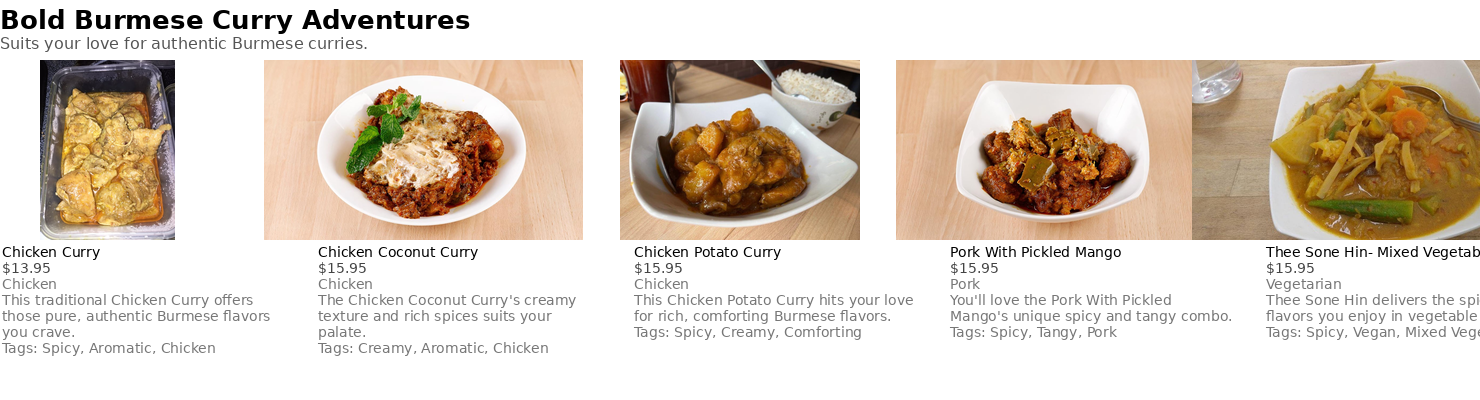 Bold Burmese Curry Adventures
Suits your love for authentic Burmese curries.
Chicken Curry
$13.95
Chicken
This traditional Chicken Curry offers
those pure, authentic Burmese flavors
you crave.
Tags: Spicy, Aromatic, Chicken
Chicken Coconut Curry
$15.95
Chicken
The Chicken Coconut Curry's creamy
texture and rich spices suits your
palate.
Tags: Creamy, Aromatic, Chicken
Chicken Potato Curry
$15.95
Chicken
This Chicken Potato Curry hits your love
for rich, comforting Burmese flavors.
Tags: Spicy, Creamy, Comforting
Pork With Pickled Mango
$15.95
Pork
You'll love the Pork With Pickled
Mango's unique spicy and tangy combo.
Tags: Spicy, Tangy, Pork
Thee Sone Hin- Mixed Vegetab
$15.95
Vegetarian
Thee Sone Hin delivers the spi
flavors you enjoy in vegetable
Tags: Spicy, Vegan, Mixed Vege